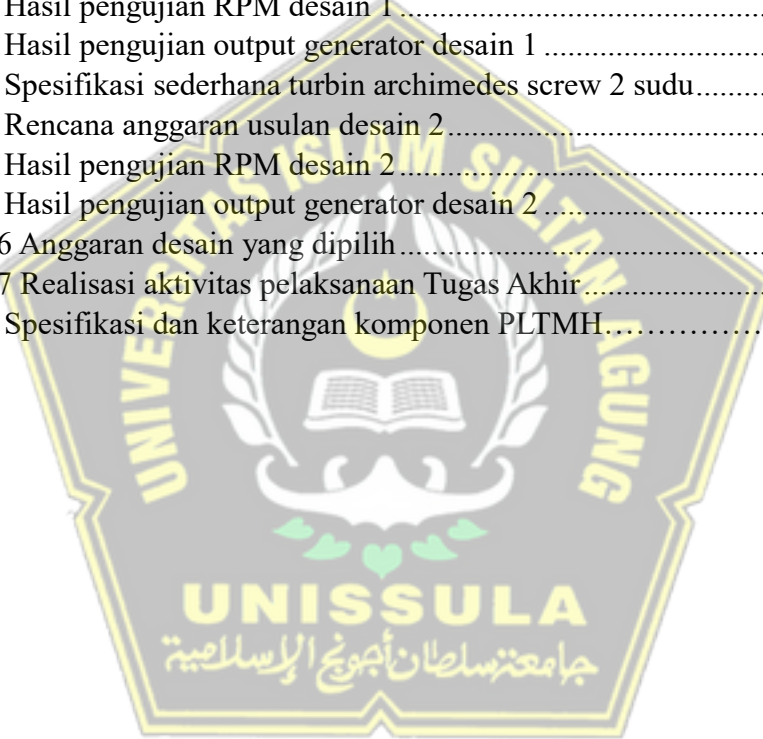 Hasil pengujian RPM desain 1........................................
Hasil pengujian output generator desain 1........................
Spesifikasi sederhana turbin archimedes screw 2 sudu.........
Rencana anggaran usulan desain 2..................................
Hasil pengujian RPM desain 2........................................
Hasil pengujian output generator desain 2........................
6 Anggaran desain yang dipilih........................................
7 Realisasi aktivitas pelaksanaan Tugas Akhir....................
Spesifikasi dan keterangan komponen PLTMH................
UNIVERSITAS ISLAM SULTAN AGUNG
UNISSULA
جامعة سلطان أجونج الإسلامية